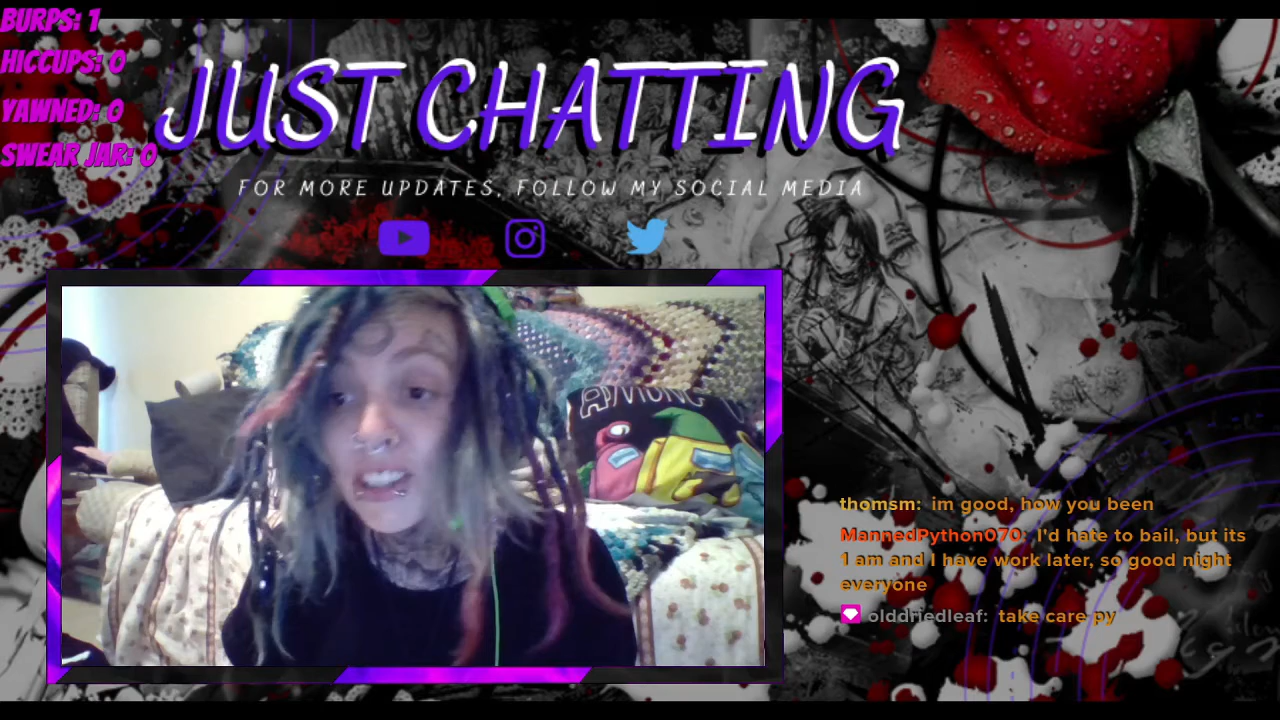 BURPS: 1
HICCUPS: 0
YAWNED: 0
SWEAR JAR: 0
JUST CHATTING
FOR MORE UPDATES, FOLLOW MY SOCIAL MEDIA
AMONG U
thomsm: im good, how you been
MannedPython070: I'd hate to bail, but its
1 am and I have work later, so good night
everyone
olddriedleaf: take care py